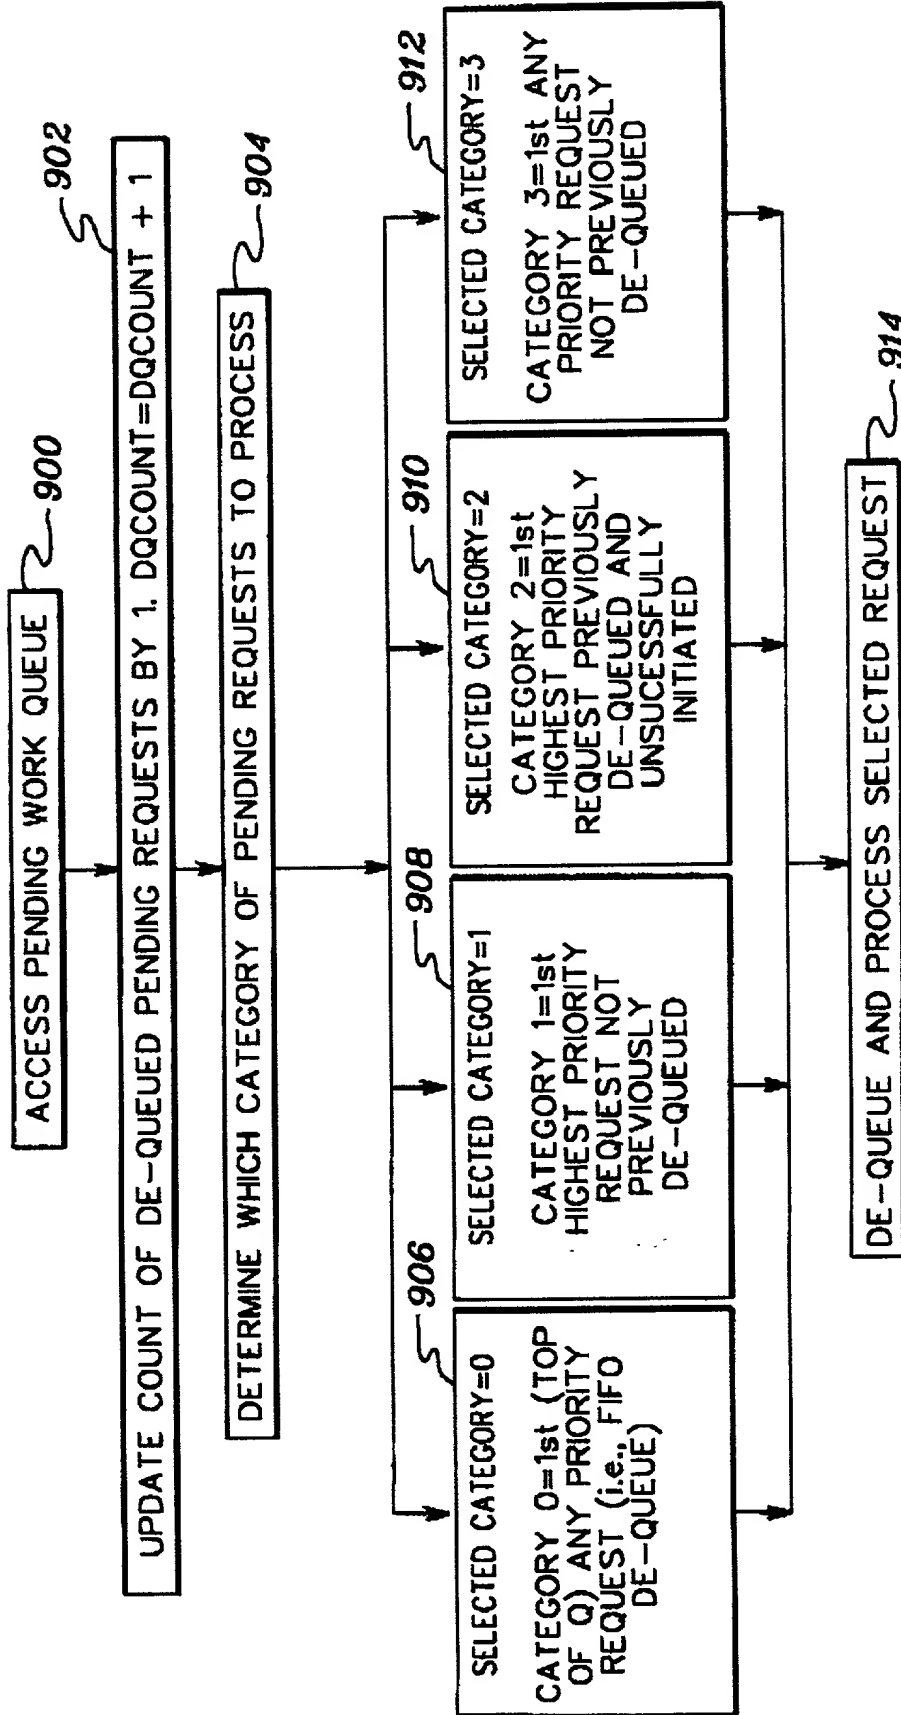 ACCESS PENDING WORK QUEUE
900
UPDATE COUNT OF DE-QUEUED PENDING REQUESTS BY 1. DQCOUNT=DQCOUNT + 1
902
DETERMINE WHICH CATEGORY OF PENDING REQUESTS TO PROCESS
904
906
SELECTED CATEGORY=0
CATEGORY 0=1st (TOP
OF Q) ANY PRIORITY
REQUEST (i.e., FIFO
DE-QUEUE)
908
SELECTED CATEGORY=1
CATEGORY 1=1st
HIGHEST PRIORITY
REQUEST NOT
PREVIOUSLY
DE-QUEUED
910
SELECTED CATEGORY=2
CATEGORY 2=1st
HIGHEST PRIORITY
REQUEST PREVIOUSLY
DE-QUEUED AND
UNSUCESSFULLY
INITIATED
912
SELECTED CATEGORY=3
CATEGORY 3=1st ANY
PRIORITY REQUEST
NOT PREVIOUSLY
DE-QUEUED
DE-QUEUE AND PROCESS SELECTED REQUEST
914